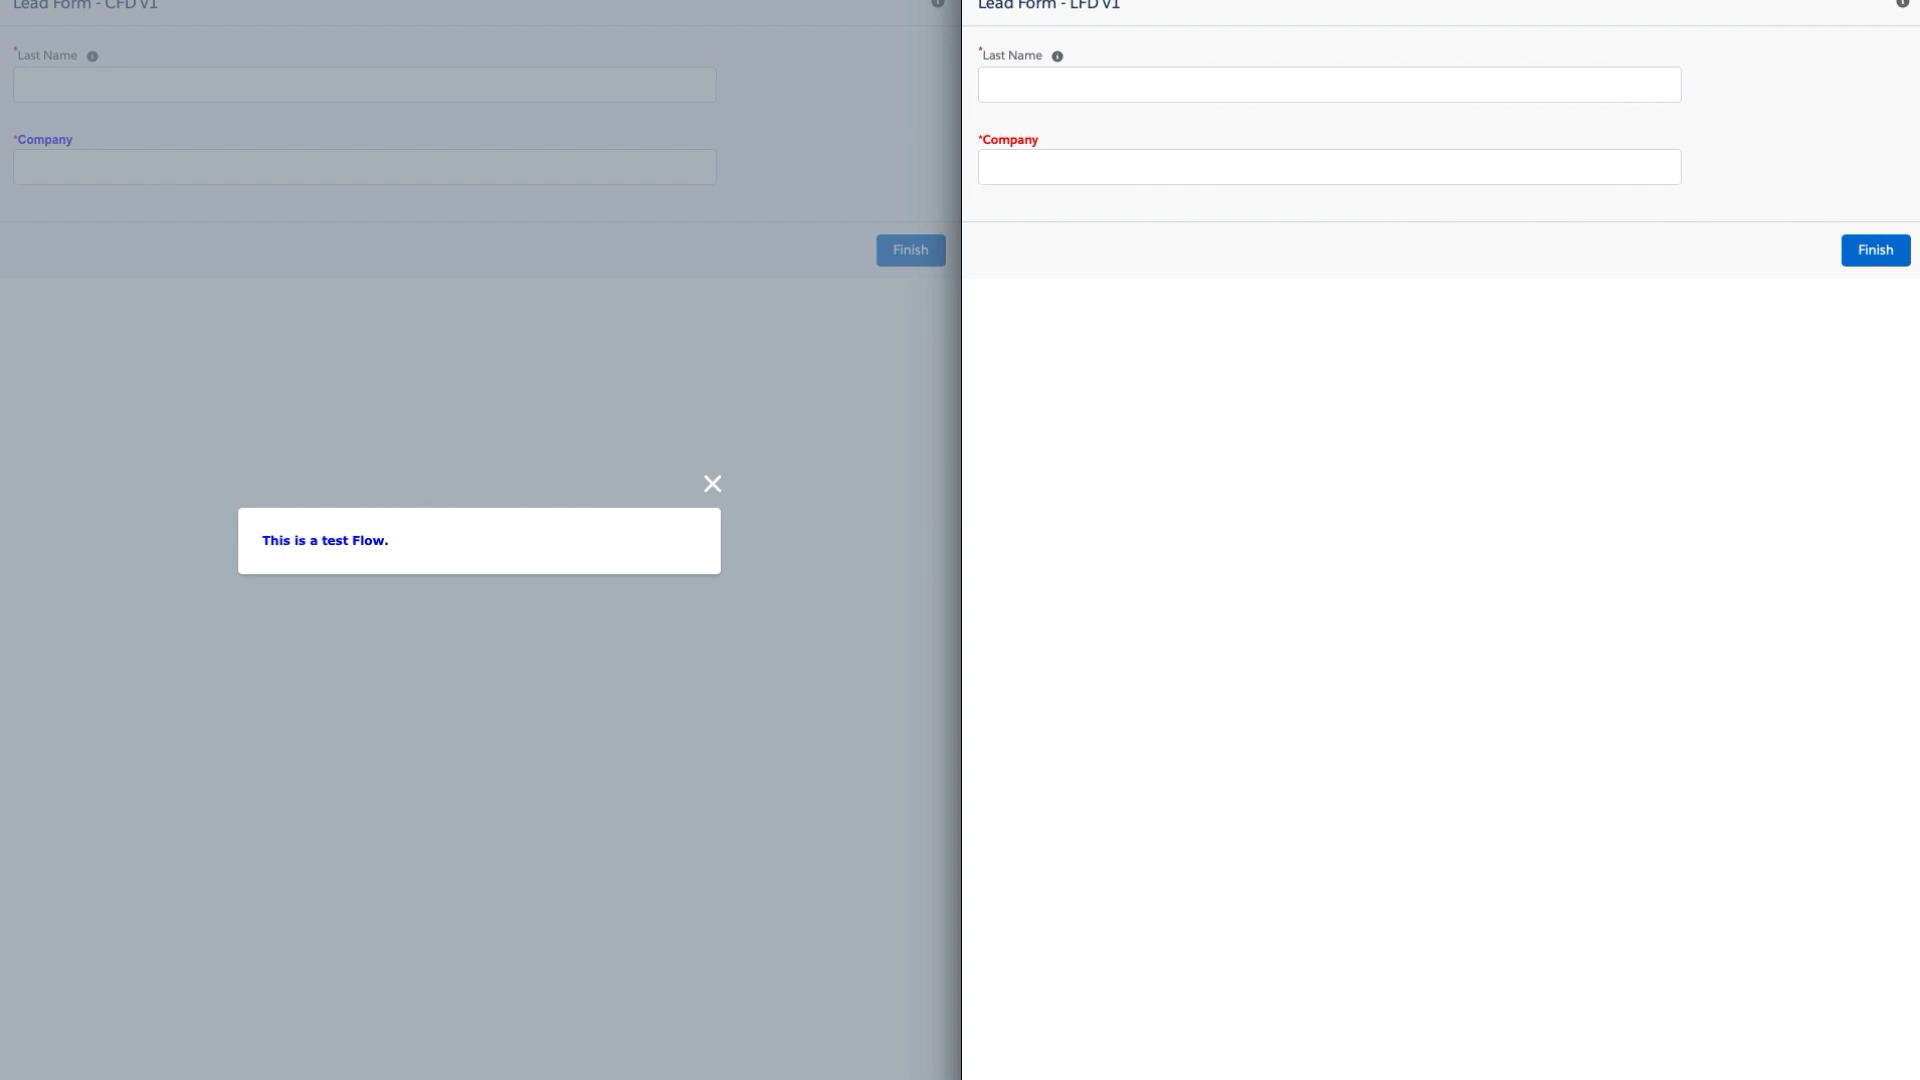 Lead Form - CFD V1
*Last Name
*Company
Finish
This is a test Flow.
Lead Form - LFD V1
*Last Name
*Company
Finish